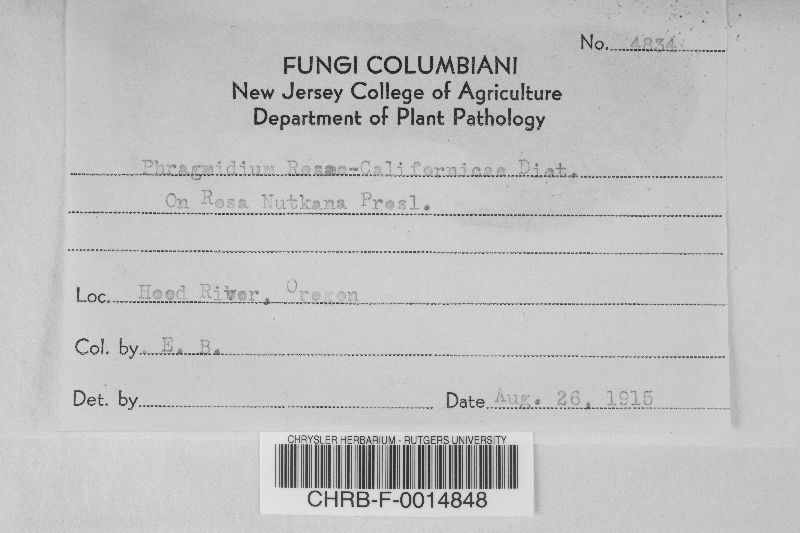 No. 4834
FUNGI COLUMBIANI
New Jersey College of Agriculture
Department of Plant Pathology
Phragmidium Rosae-Californicae Diet.
On Rosa Nutkana Presl.
Loc. Hood River, Oregon
Col. by E. B.
Det. by
Date Aug. 26, 1915
CHRYSLER HERBARIUM - RUTGERS UNIVERSITY
CHRB-F-0014848